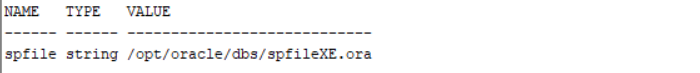 NAME   TYPE   VALUE
------ ------ ----------------------------
spfile string /opt/oracle/dbs/spfileXE.ora